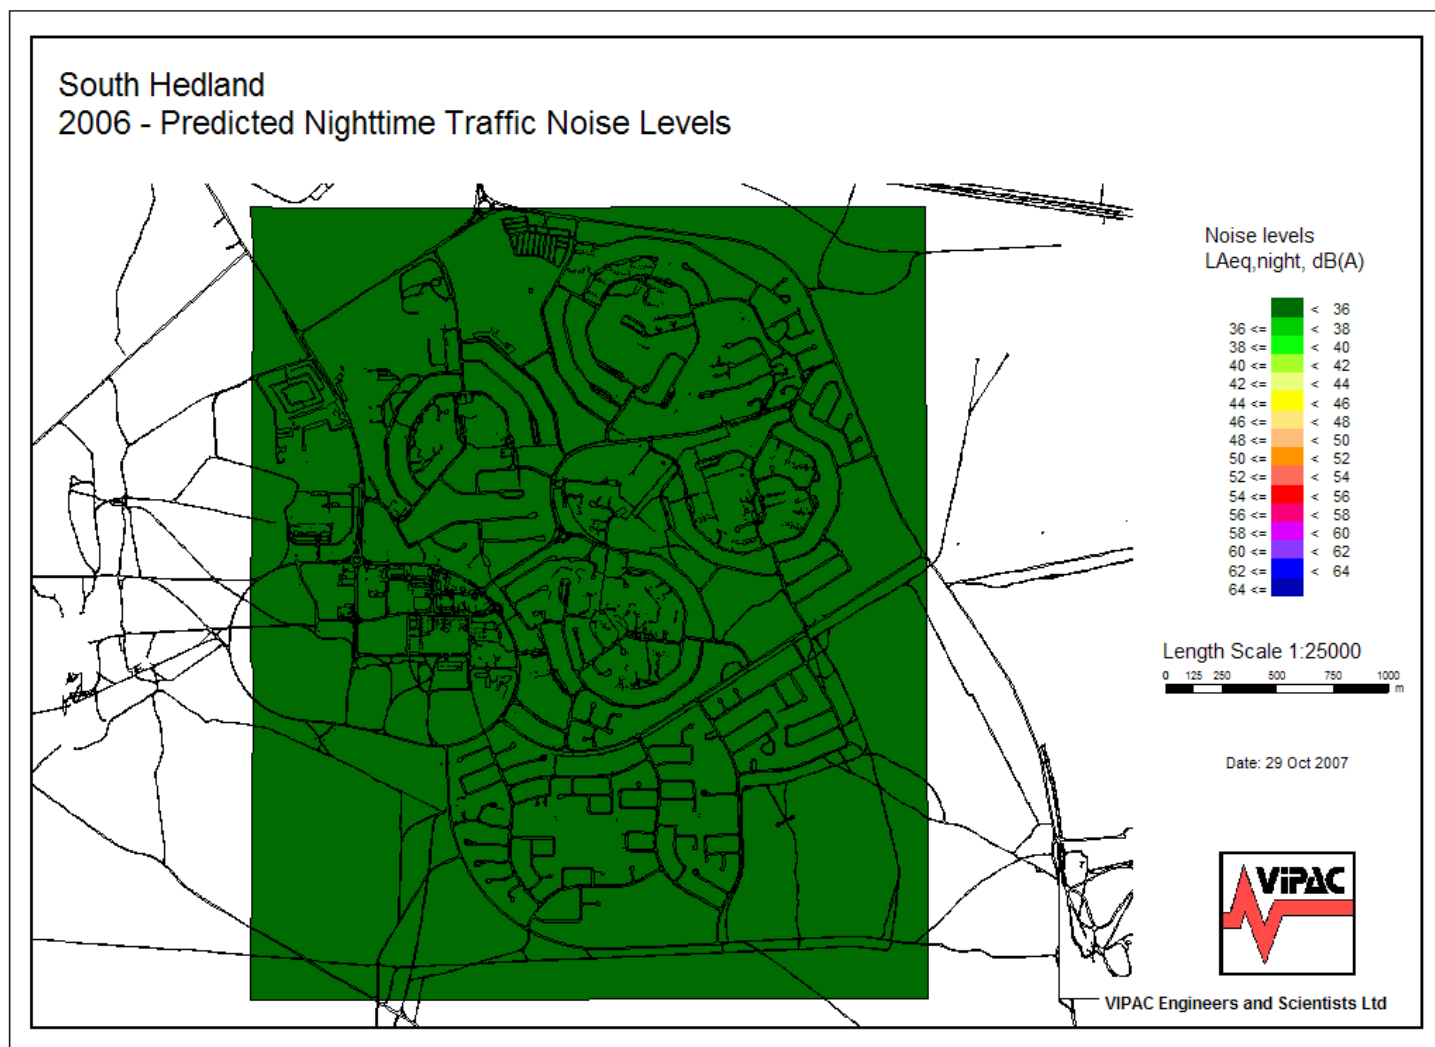 South Hedland
2006 - Predicted Nighttime Traffic Noise Levels
Noise levels
LAeq,night, dB(A)
< 36
36 <= < 38
38 <= < 40
40 <= < 42
42 <= < 44
44 <= < 46
46 <= < 48
48 <= < 50
50 <= < 52
52 <= < 54
54 <= < 56
56 <= < 58
58 <= < 60
60 <= < 62
62 <= < 64
64 <=
Length Scale 1:25000
0 125 250 500 750 1000
m
Date: 29 Oct 2007
ViPAC
VIPAC Engineers and Scientists Ltd